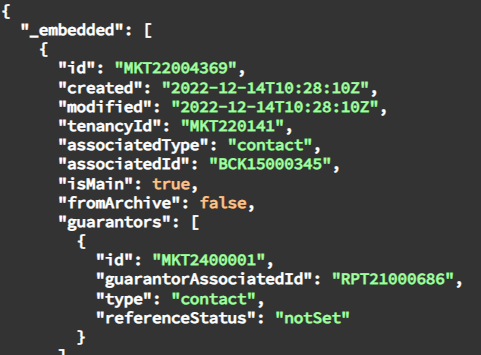 {
"_embedded": [
{
"id": "MKT22004369",
"created": "2022-12-14T10:28:10Z",
"modified": "2022-12-14T10:28:10Z",
"tenancyId": "MKT220141",
"associatedType": "contact",
"associatedId": "BCK15000345",
"isMain": true,
"fromArchive": false,
"guarantors": [
{
"id": "MKT2400001",
"guarantorAssociatedId": "RPT21000686",
"type": "contact",
"referenceStatus": "notSet"
}
]